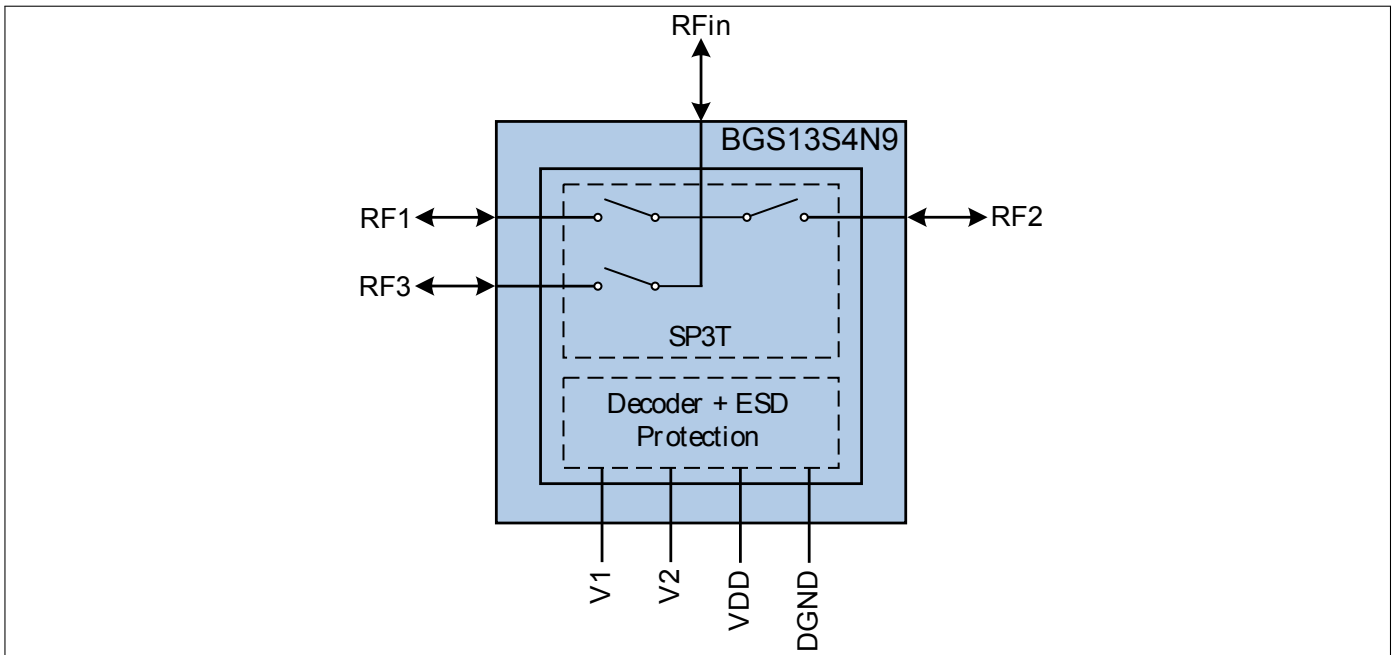 RFin
BGS13S4N9
RF1
RF2
RF3
SP3T
Decoder + ESD
Protection
V1
V2
VDD
DGND